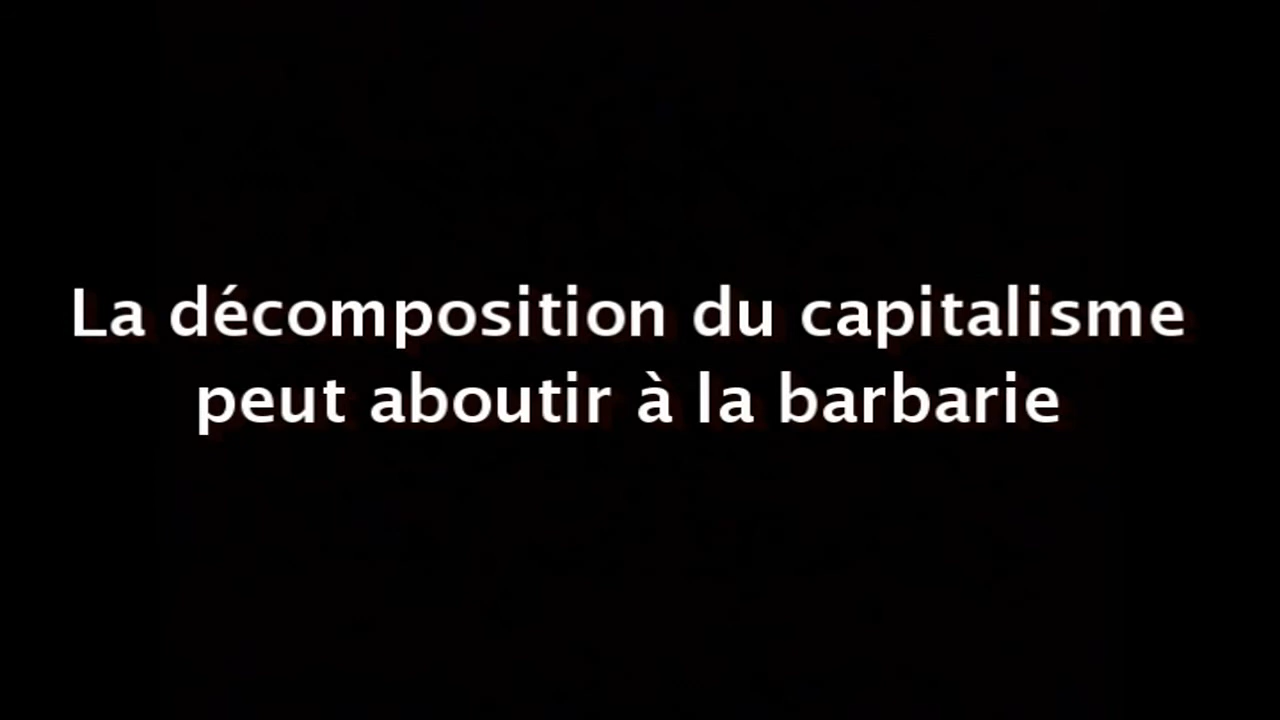 La décomposition du capitalisme
peut aboutir à la barbarie